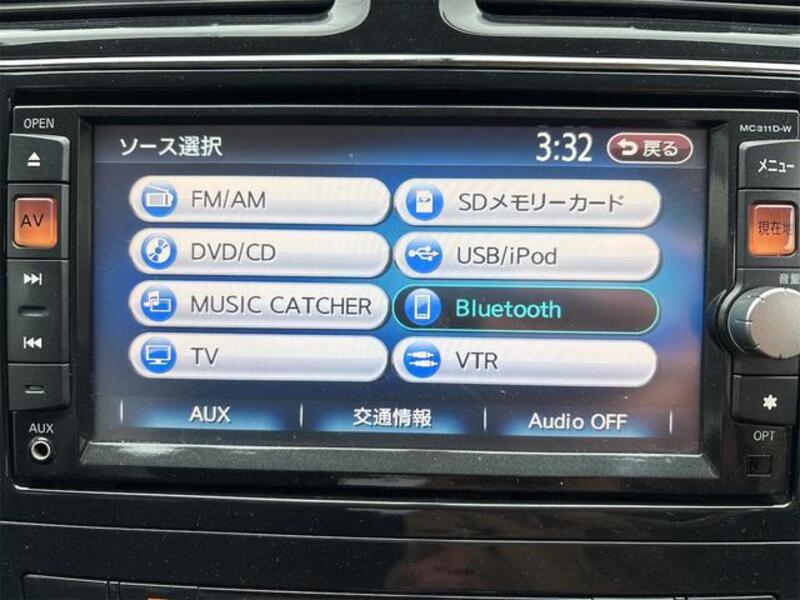 OPEN
MC311D-W
ソース選択
3:32
戻る
メニュー
AV
FM/AM
SDメモリーカード
現在地
DVD/CD
USB/iPod
音量
MUSIC CATCHER
Bluetooth
TV
VTR
AUX
交通情報
Audio OFF
AUX
OPT